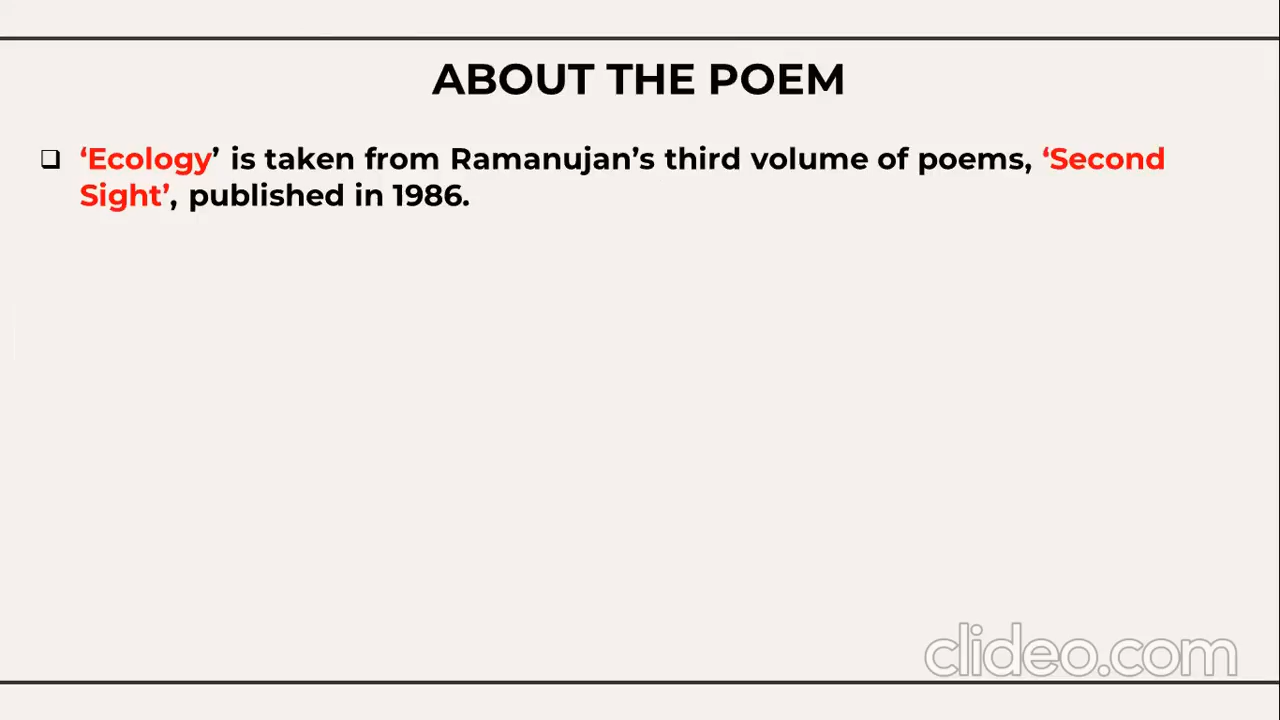 ABOUT THE POEM
❑ ‘Ecology’ is taken from Ramanujan’s third volume of poems, ‘Second
Sight’, published in 1986.
clideo.com